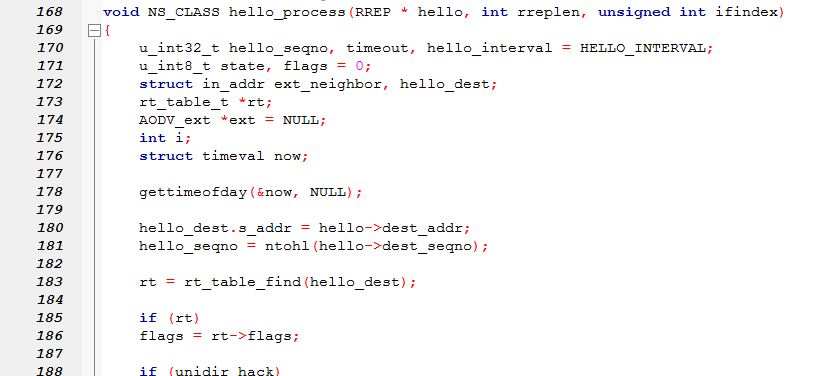 168 void NS_CLASS hello_process(RREP * hello, int rreplen, unsigned int ifindex)
169 {
170 u_int32_t hello_seqno, timeout, hello_interval = HELLO_INTERVAL;
171 u_int8_t state, flags = 0;
172 struct in_addr ext_neighbor, hello_dest;
173 rt_table_t *rt;
174 AODV_ext *ext = NULL;
175 int i;
176 struct timeval now;
177
178 gettimeofday(&now, NULL);
179
180 hello_dest.s_addr = hello->dest_addr;
181 hello_seqno = ntohl(hello->dest_seqno);
182
183 rt = rt_table_find(hello_dest);
184
185 if (rt)
186 flags = rt->flags;
187
188 if (unidir_hack)